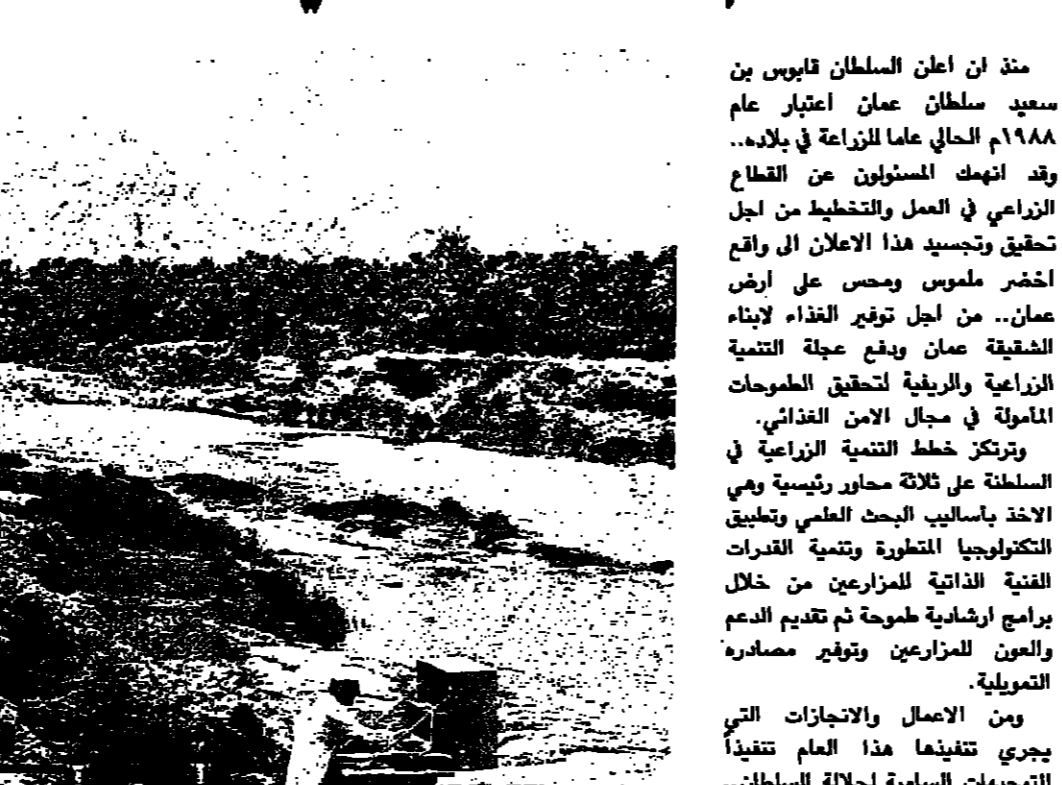 منذ ان اعلن السلطان قابوس بن
سعيد سلطان عمان اعتبار عام
١٩٨٨م الحالي عاما للزراعة في بلاده..
وقد انهمك المسئولون عن القطاع
الزراعي في العمل والتخطيط من اجل
تحقيق وتجسيد هذا الاعلان الى واقع
اخضر ملموس ومحس على ارض
عمان.. من اجل توفير الغذاء لابناء
الشقيقة عمان ودفع عجلة التنمية
الزراعية والريفية لتحقيق الطموحات
المأمولة في مجال الامن الغذائي.
وترتكز خطط التنمية الزراعية في
السلطنة على ثلاثة محاور رئيسية وهي
الاخذ بأساليب البحث العلمي وتطبيق
التكنولوجيا المتطورة وتنمية القدرات
الفنية الذاتية للمزارعين من خلال
برامج ارشادية طموحة ثم تقديم الدعم
والعون للمزارعين وتوفير مصادره
التمويلية.
ومن الاعمال والانجازات التي
يجري تنفيذها هذا العام تنفيذاً
للتوجيهات السامية لجلالة السلطان..